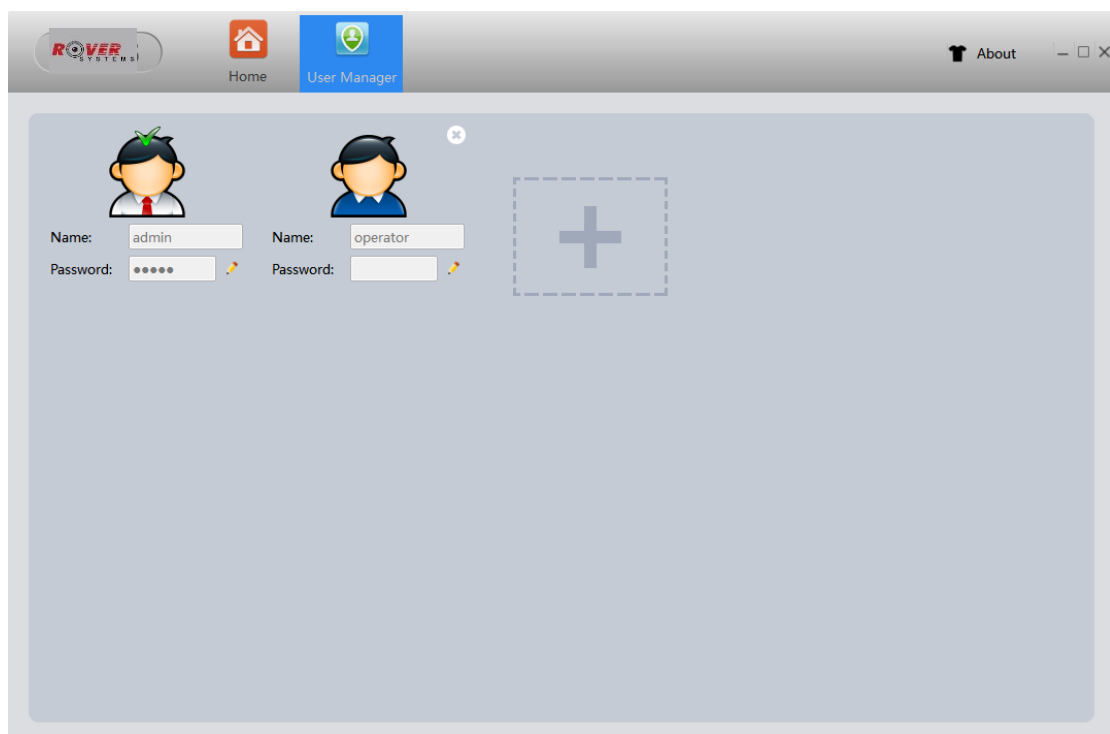 ROVER
SYSTEMS
Home
User Manager
About
Name: admin
Name: operator
Password: •••••
Password: